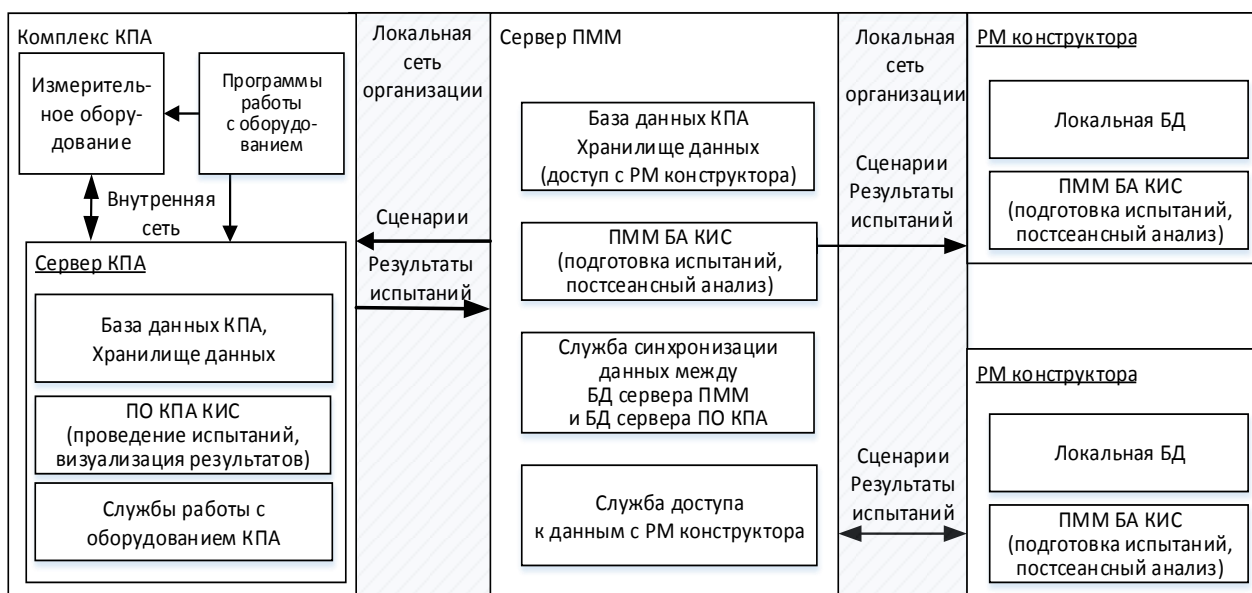 Комплекс КПА
Измеритель-
ное обору-
дование
Программы
работы
с оборудо-
ванием
Внутренняя
сеть
Сервер КПА
База данных КПА,
Хранилище данных
ПО КПА КИС
(проведение испытаний,
визуализация результатов)
Службы работы с
оборудованием КПА
Локальная
сеть
организации
Сценарии
Результаты
испытаний
Сервер ПММ
База данных КПА
Хранилище данных
(доступ с РМ конструктора)
ПММ БА КИС
(подготовка испытаний,
постсеансный анализ)
Служба синхронизации
данных между
БД сервера ПММ
и БД сервера ПО КПА
Служба доступа
к данным с РМ конструктора
Локальная
сеть
организации
Сценарии
Результаты
испытаний
Сценарии
Результаты
испытаний
РМ конструктора
Локальная БД
ПММ БА КИС
(подготовка испытаний,
постсеансный анализ)
РМ конструктора
Локальная БД
ПММ БА КИС
(подготовка испытаний,
постсеансный анализ)